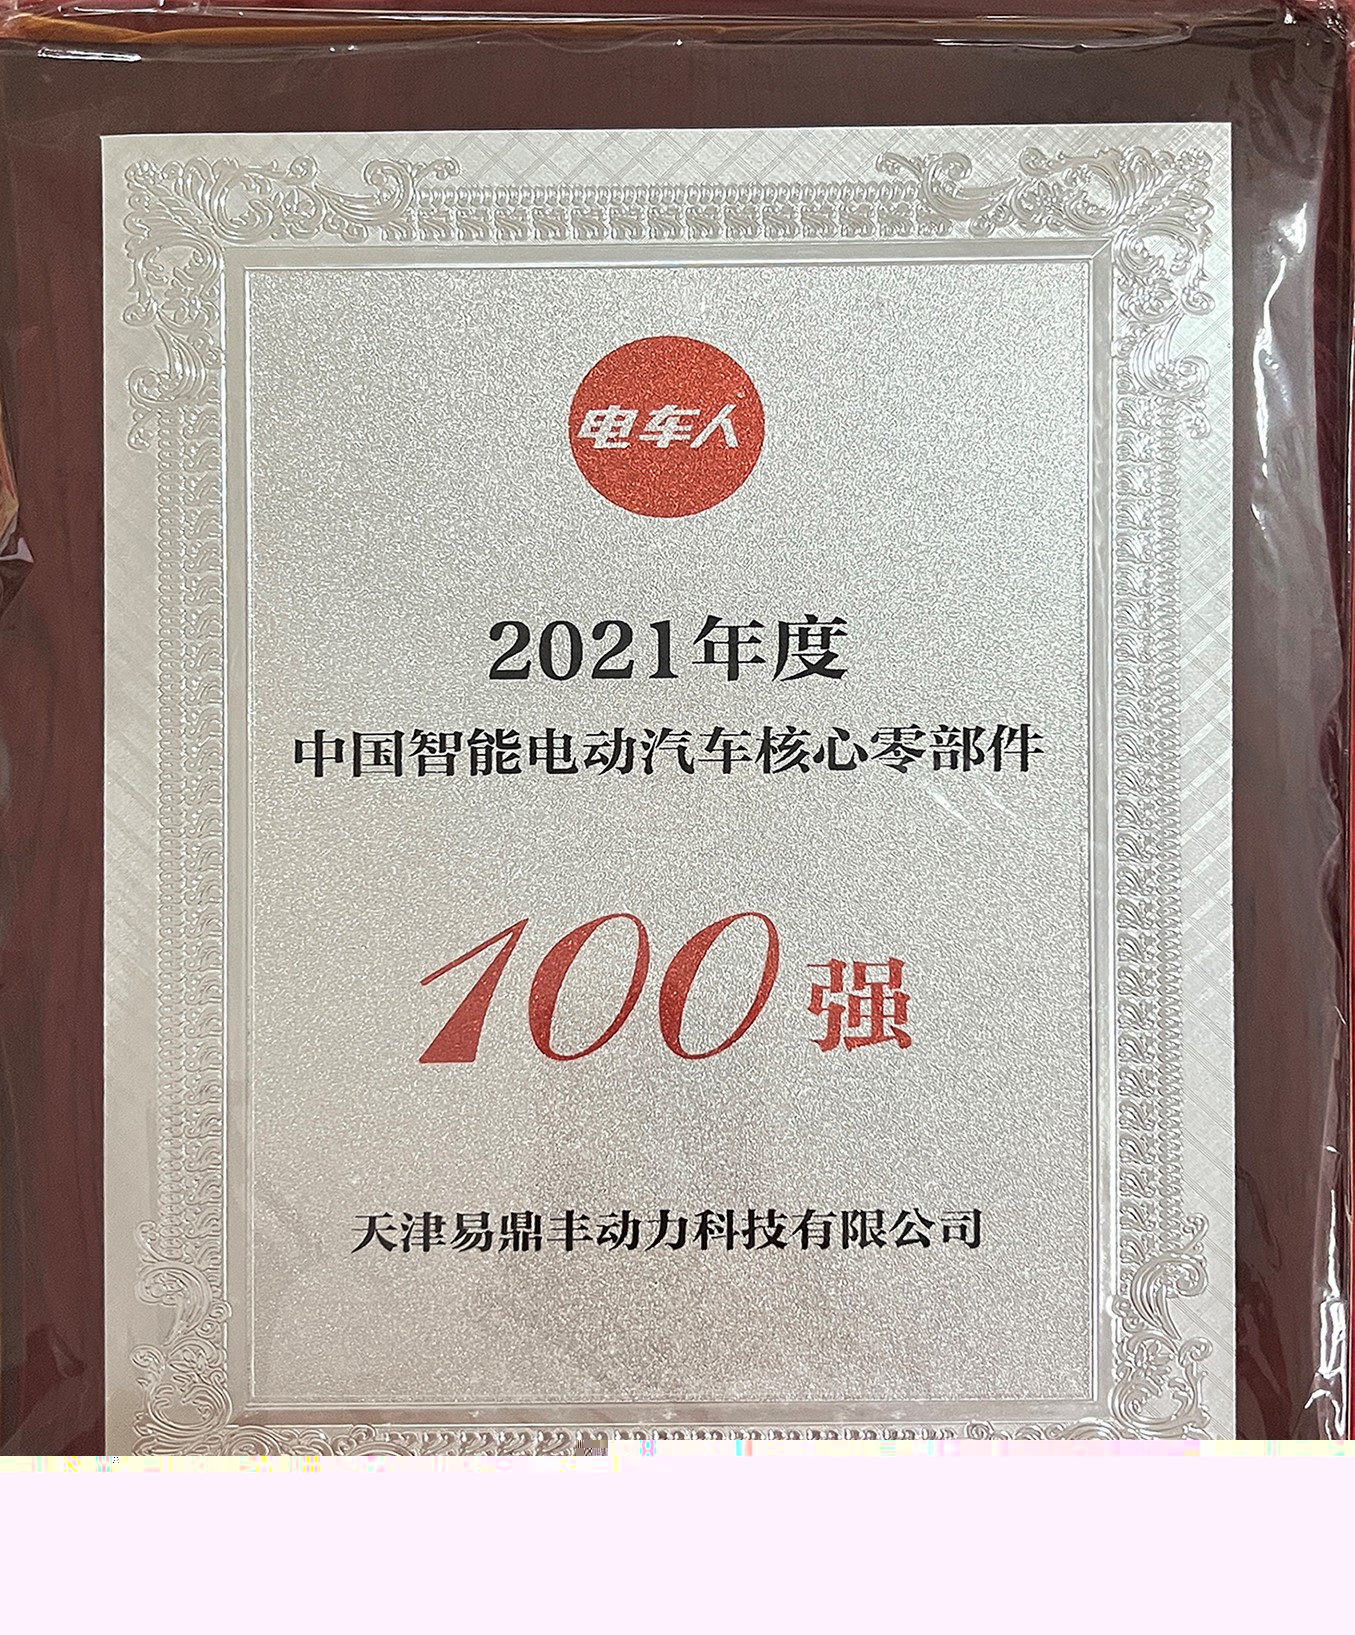 电车人
2021年度
中国智能电动汽车核心零部件
100强
天津易鼎丰动力科技有限公司